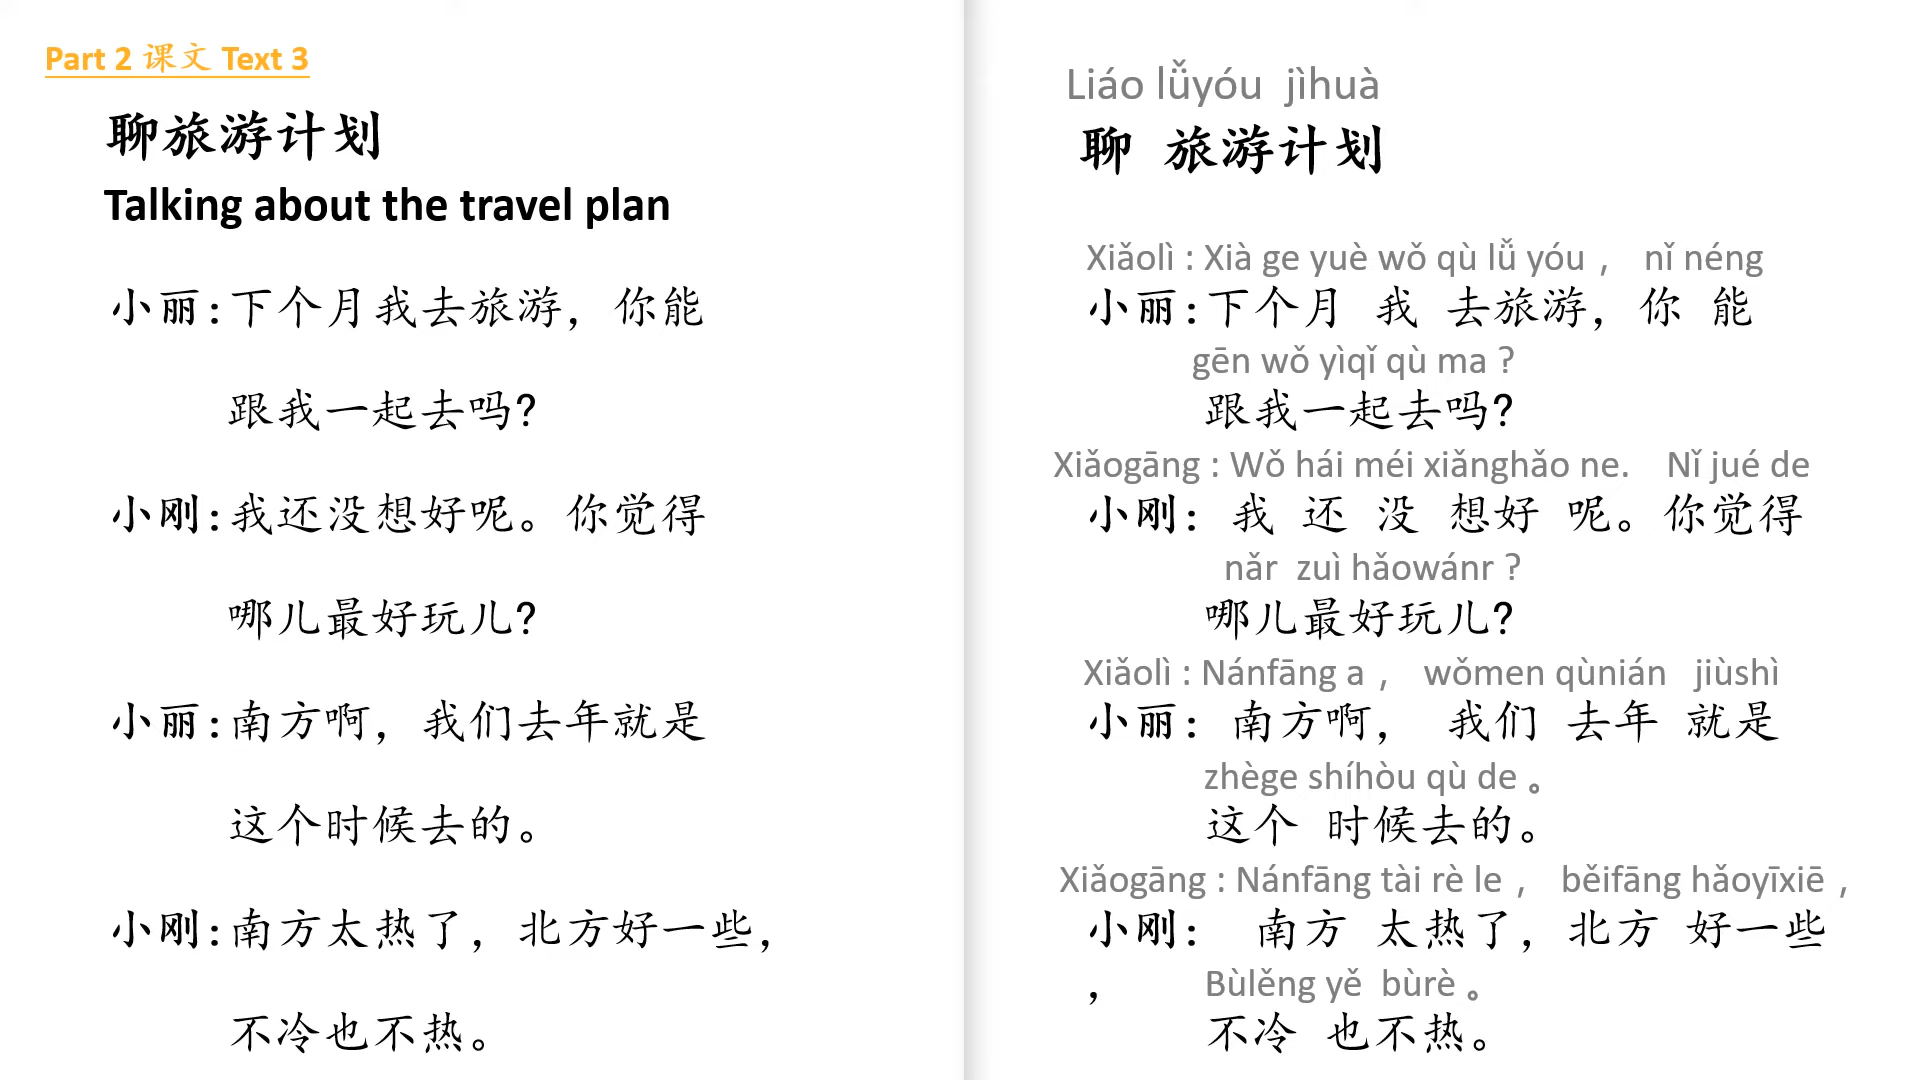 Part 2 课文 Text 3
聊旅游计划
Talking about the travel plan
小丽:下个月我去旅游，你能
跟我一起去吗?
小刚:我还没想好呢。你觉得
哪儿最好玩儿?
小丽:南方啊，我们去年就是
这个时候去的。
小刚:南方太热了，北方好一些，
不冷也不热。
Liáo lǚyóu jìhuà
聊 旅游计划
Xiǎolì : Xià ge yuè wǒ qù lǚ yóu， nǐ néng
小丽:下个月 我 去旅游，你 能
gēn wǒ yìqǐ qù ma ?
跟我一起去吗?
Xiǎogāng : Wǒ hái méi xiǎnghǎo ne. Nǐ jué de
小刚: 我 还 没 想好 呢。你觉得
nǎr zuì hǎowánr ?
哪儿最好玩儿?
Xiǎolì : Nánfāng a， wǒmen qùnián jiùshì
小丽: 南方啊， 我们 去年 就是
zhège shíhòu qù de 。
这个 时候去的。
Xiǎogāng : Nánfāng tài rè le， běifāng hǎoyīxiē，
小刚: 南方 太热了，北方 好一些
， Bùlěng yě bùrè 。
不冷 也不热。